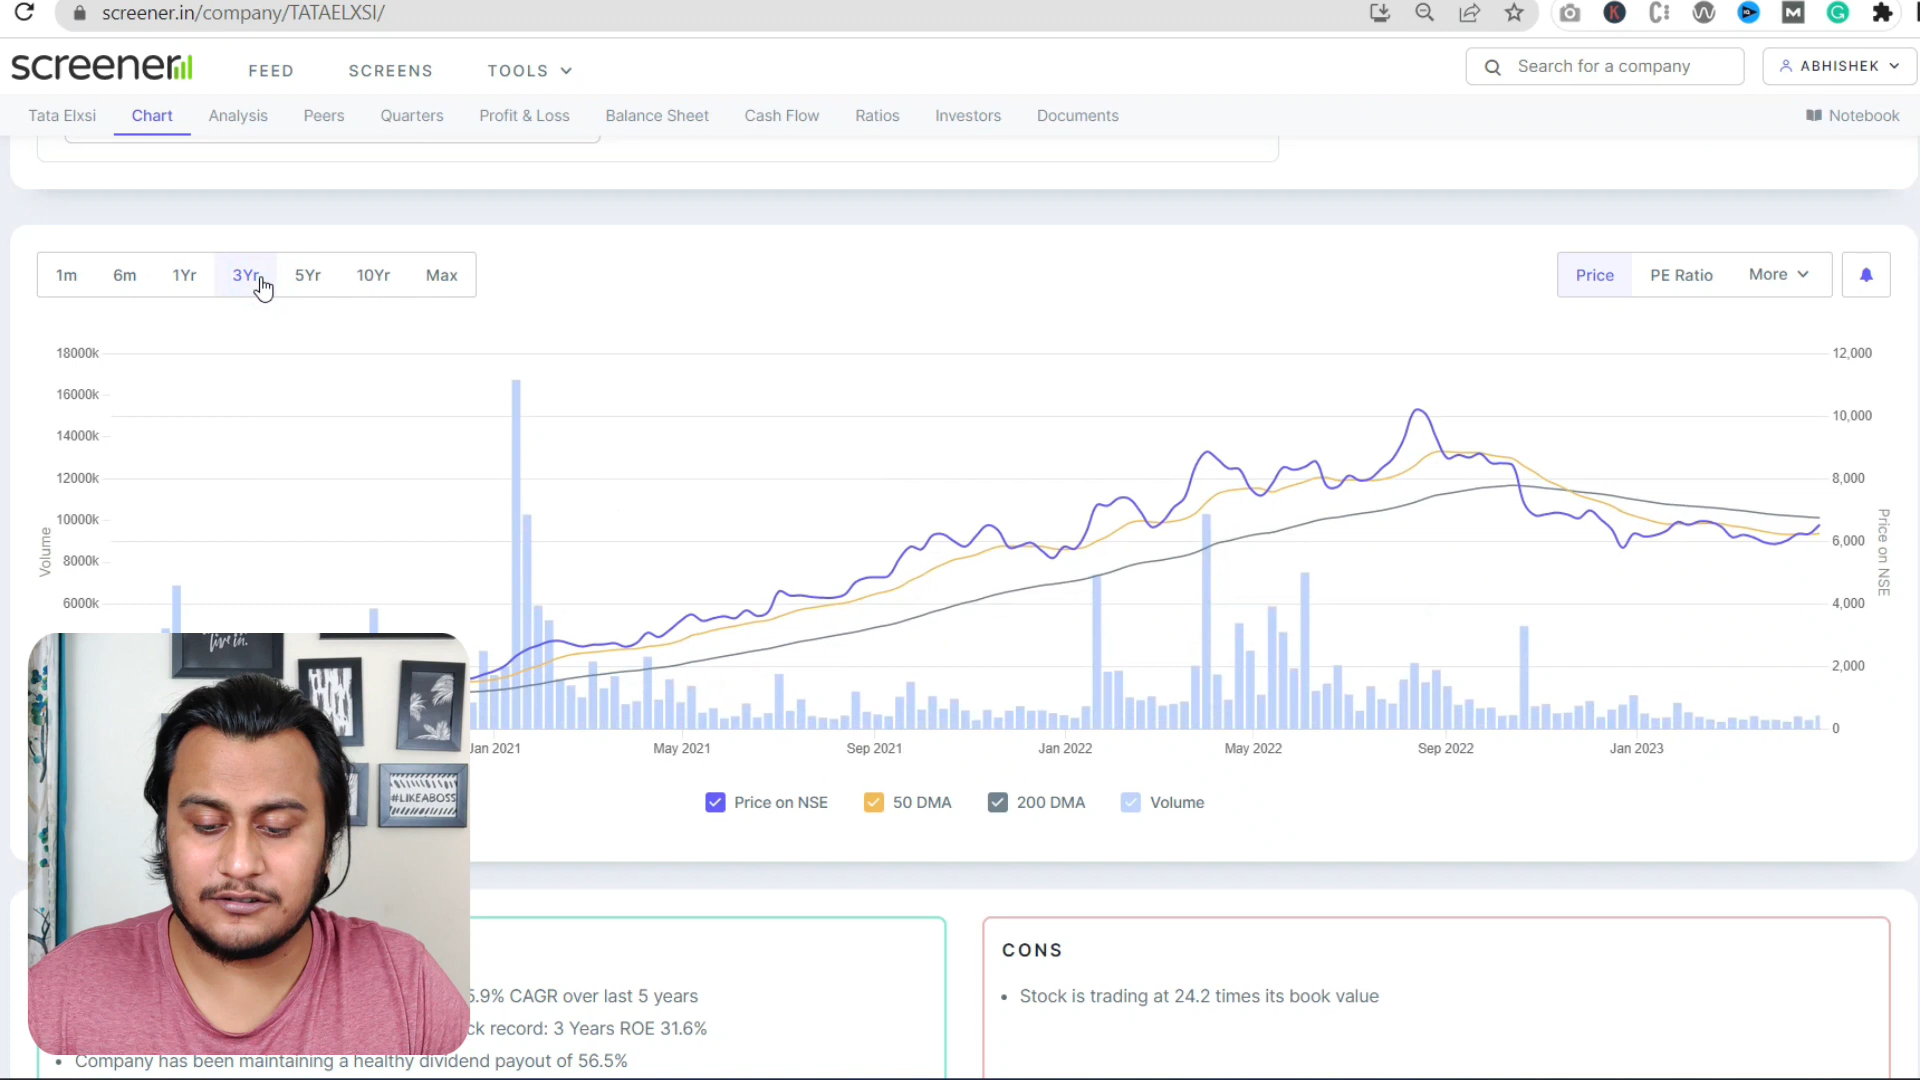 screener.in/company/TATAELXSI/
screener
FEED
SCREENS
TOOLS
Search for a company
ABHISHEK
Tata Elxsi
Chart
Analysis
Peers
Quarters
Profit & Loss
Balance Sheet
Cash Flow
Ratios
Investors
Documents
Notebook
1m
6m
1Yr
3Yr
5Yr
10Yr
Max
Price
PE Ratio
More
18000k
16000k
14000k
12000k
10000k
8000k
6000k
Volume
12,000
10,000
8,000
6,000
4,000
2,000
0
Price on NSE
Jan 2021
May 2021
Sep 2021
Jan 2022
May 2022
Sep 2022
Jan 2023
Price on NSE
50 DMA
200 DMA
Volume
live in.
#LIKEABOSS
5.9% CAGR over last 5 years
ck record: 3 Years ROE 31.6%
• Company has been maintaining a healthy dividend payout of 56.5%
CONS
• Stock is trading at 24.2 times its book value